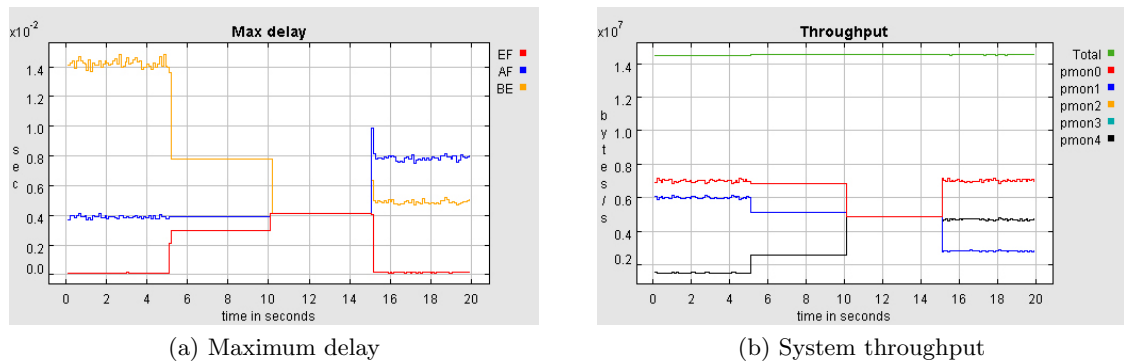 Max delay
x10-2
1.4
1.2
1.0
0.8
0.6
0.4
0.2
0.0
sec
0 2 4 6 8 10 12 14 16 18 20
time in seconds
EF
AF
BE
(a) Maximum delay
Throughput
x10^7
1.4
1.2
1.0
0.8
0.6
0.4
0.2
bytes/s
0 2 4 6 8 10 12 14 16 18 20
time in seconds
Total
pmon0
pmon1
pmon2
pmon3
pmon4
(b) System throughput